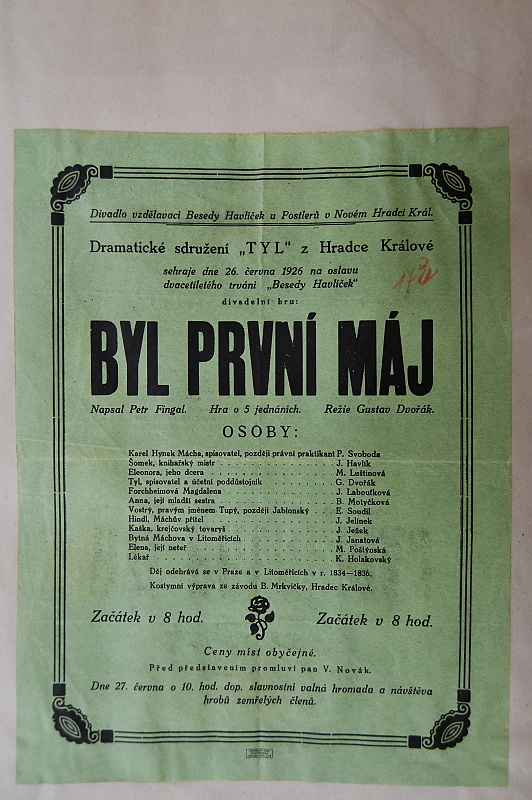 Divadlo vzdělavací Besedy Havlíček u Postlerů v Novém Hradci Král.
Dramatické sdružení „TYL" z Hradce Králové
sehraje dne 26. června 1926 na oslavu
dvacetiletého trvání „Besedy Havlíček"
divadelní hru:
BYL PRVNÍ MÁJ
Napsal Petr Fingal. Hra o 5 jednáních. Režie Gustav Dvořák.
OSOBY:
Karel Hynek Mácha, spisovatel, později právní praktikant P. Svoboda
Šomek, knihařský mistr . . . . . . . . . . J. Havlík
Eleonora, jeho dcera . . . . . . . . . . M. Luštinová
Tyl, spisovatel a účetní poddůstojník . . . . . . . . . . G. Dvořák
Forchheimová Magdalena . . . . . . . . . . J. Labouťková
Anna, její mladší sestra . . . . . . . . . . B. Motyčková
Vostrý, pravým jménem Tupý, později Jablonský . . . E. Soudil
Hindl, Máchův přítel . . . . . . . . . . J. Jelínek
Kaška, krejčovský tovaryš . . . . . . . . . . J. Ježek
Bytná Máchova v Litoměřicích . . . . . . . . . . J. Janatová
Elena, její neteř . . . . . . . . . . M. Poštýnská
Lékař . . . . . . . . . . K. Holakovský
Děj odehrává se v Praze a v Litoměřicích v r. 1834—1836.
Kostymní výprava ze závodu B. Mrkvičky, Hradec Králové.
Začátek v 8 hod. Začátek v 8 hod.
Ceny míst obyčejné.
Před představením promluví pan V. Novák.
Dne 27. června o 10. hod. dop. slavnostní valná hromada a návštěva
hrobů zemřelých členů.